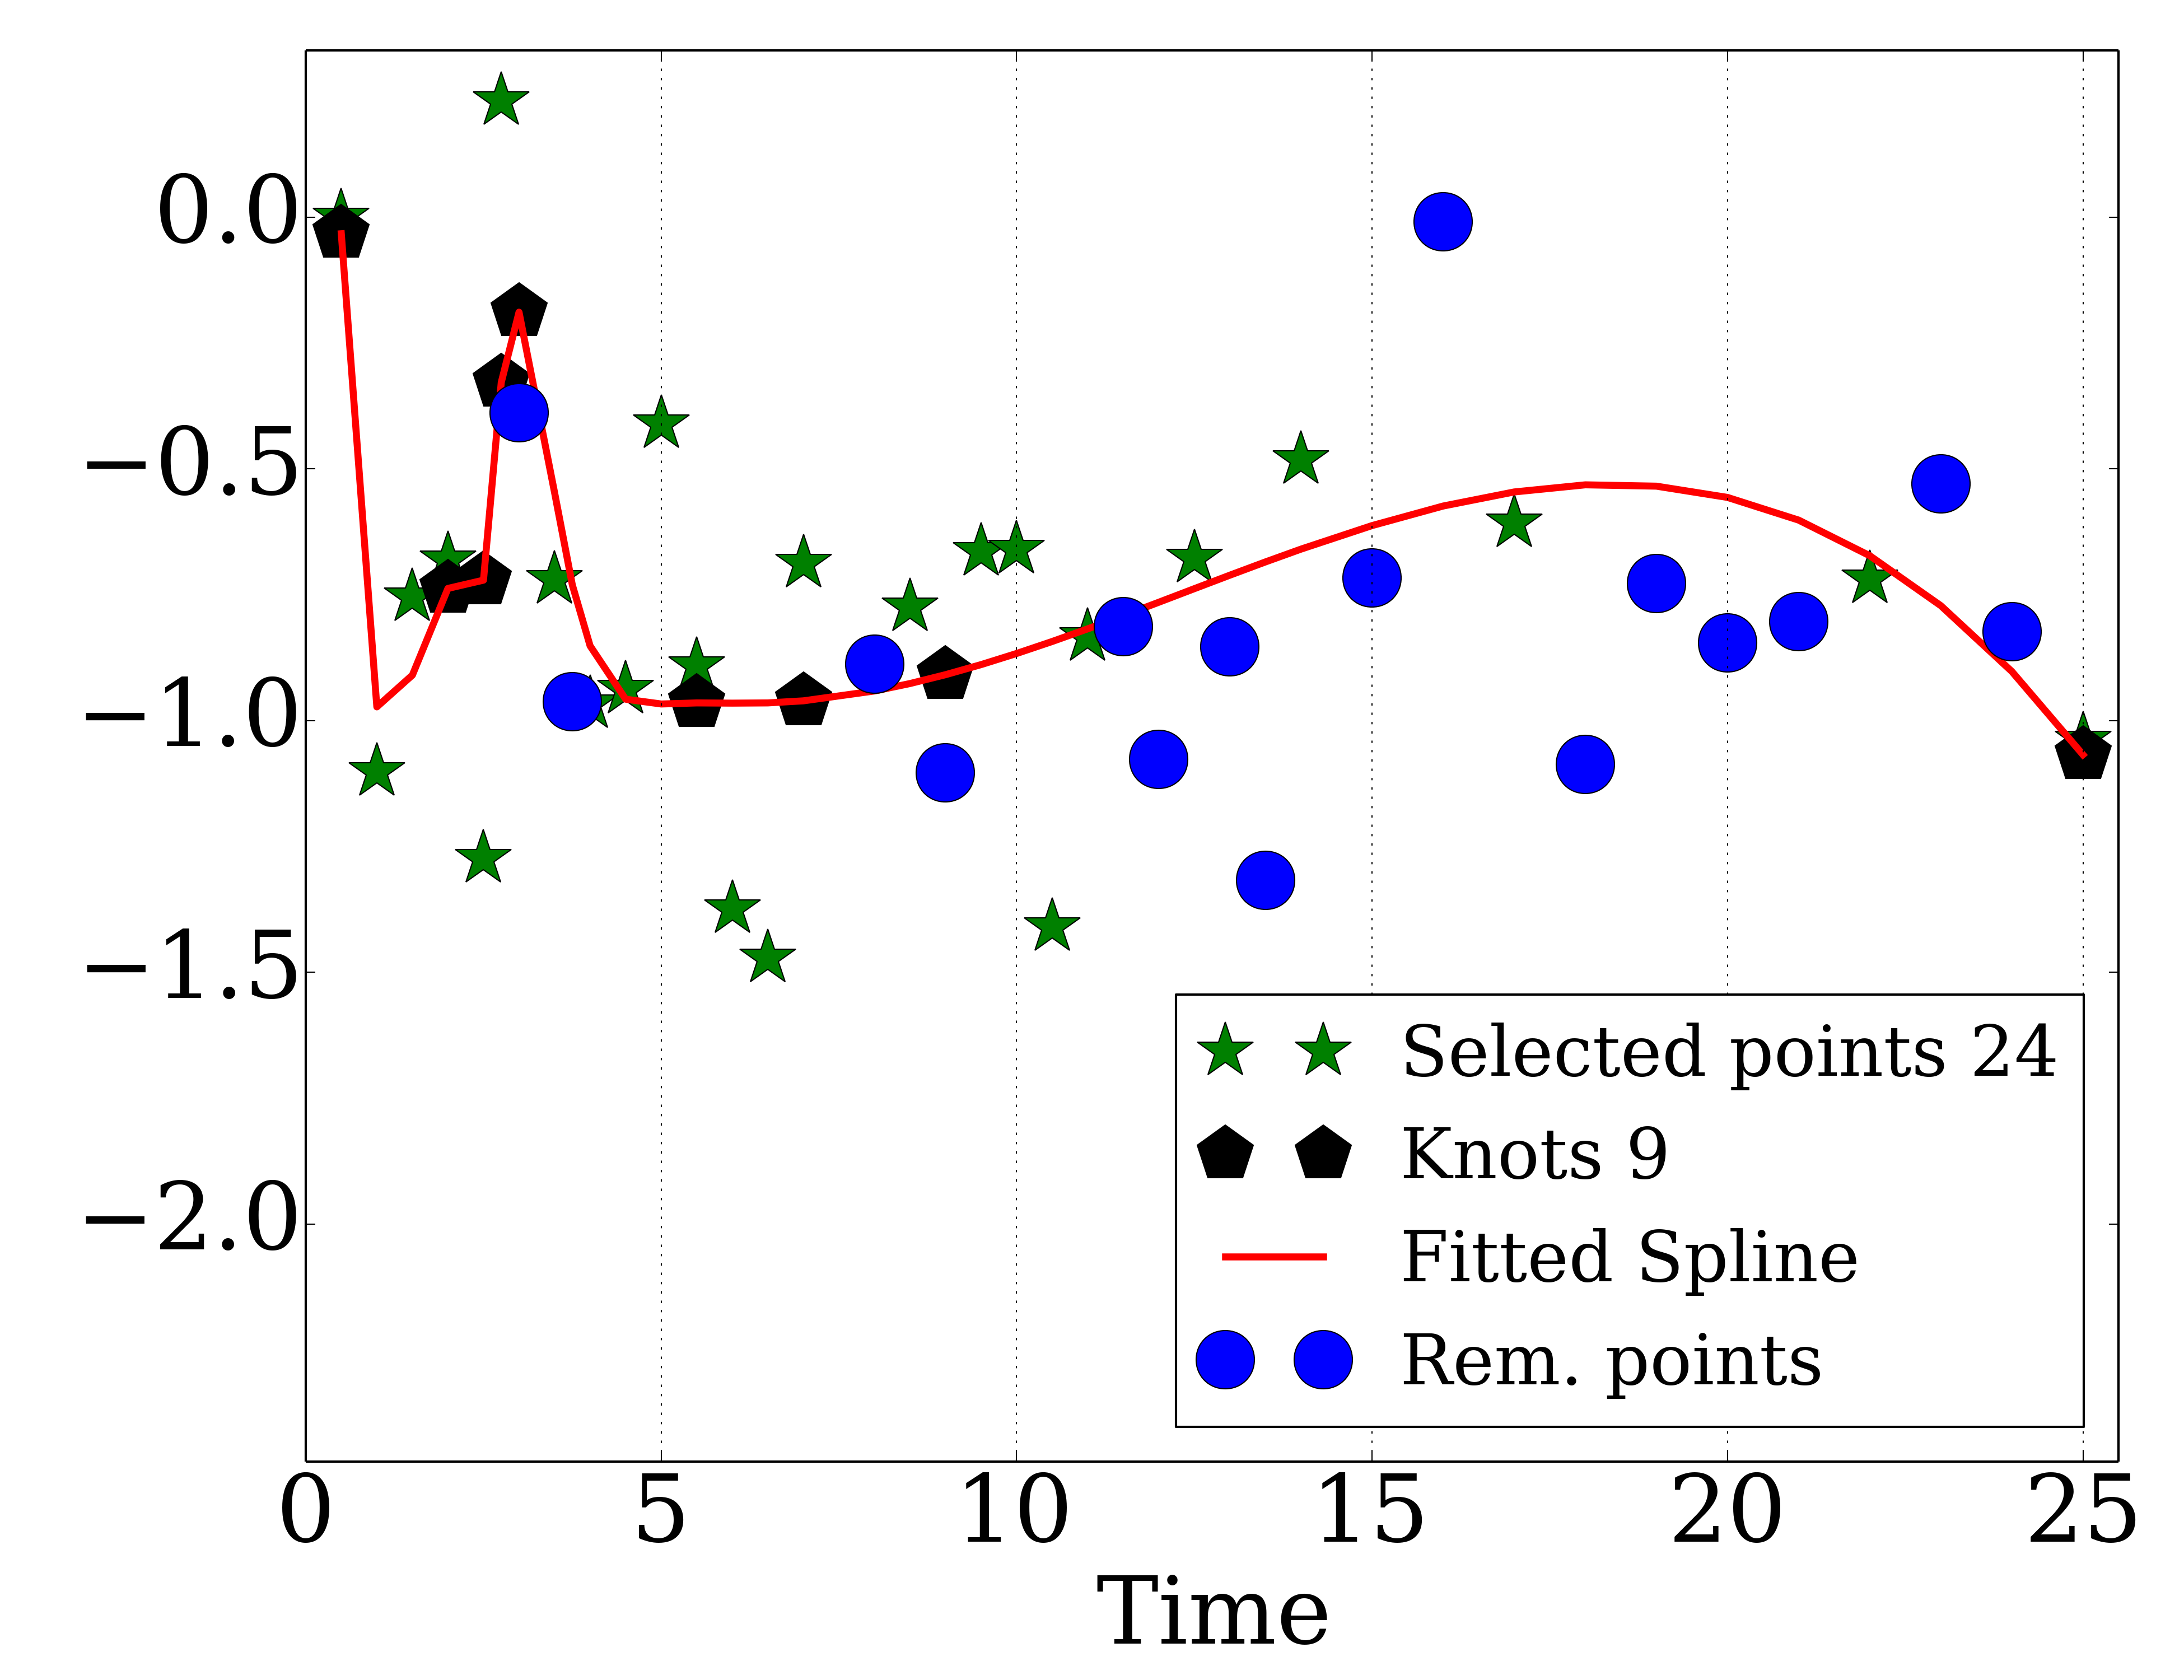 0.0
−0.5
−1.0
−1.5
−2.0
Selected points 24
Knots 9
Fitted Spline
Rem. points
0 5 10 15 20 25
Time